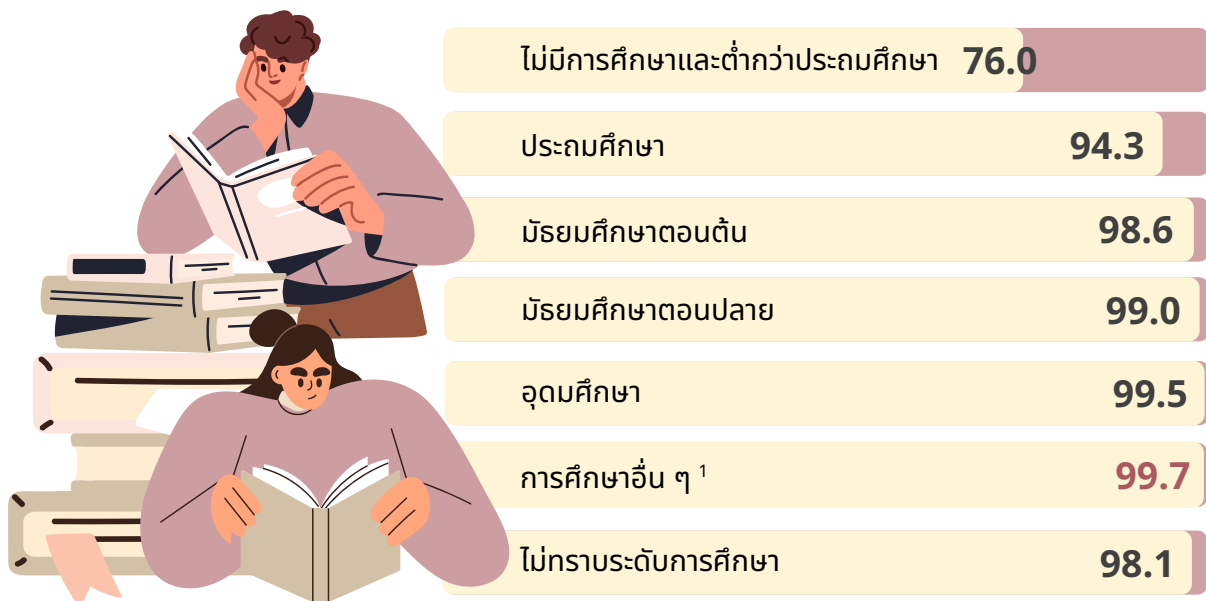 ไม่มีการศึกษาและต่ำกว่าประถมศึกษา 76.0
ประถมศึกษา 94.3
มัธยมศึกษาตอนต้น 98.6
มัธยมศึกษาตอนปลาย 99.0
อุดมศึกษา 99.5
การศึกษาอื่น ๆ ¹ 99.7
ไม่ทราบระดับการศึกษา 98.1